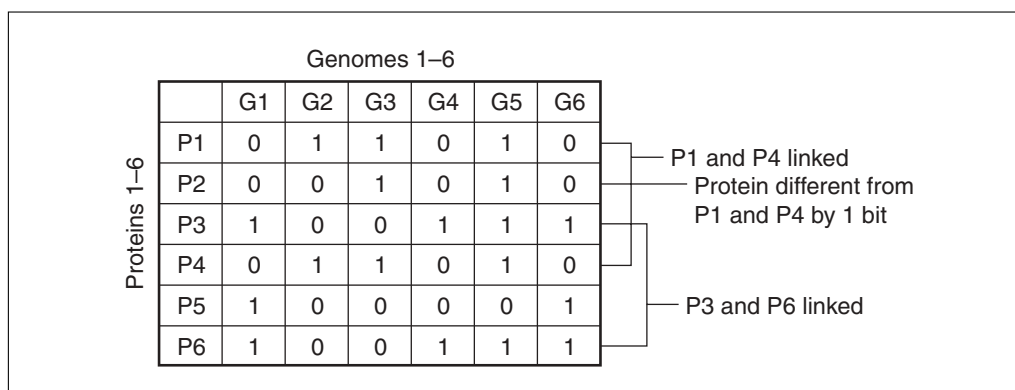 Genomes 1–6
G1 G2 G3 G4 G5 G6
P1 0 1 1 0 1 0
P2 0 0 1 0 1 0
P3 1 0 0 1 1 1
P4 0 1 1 0 1 0
P5 1 0 0 0 0 1
P6 1 0 0 1 1 1
Proteins 1–6
P1 and P4 linked
Protein different from
P1 and P4 by 1 bit
P3 and P6 linked